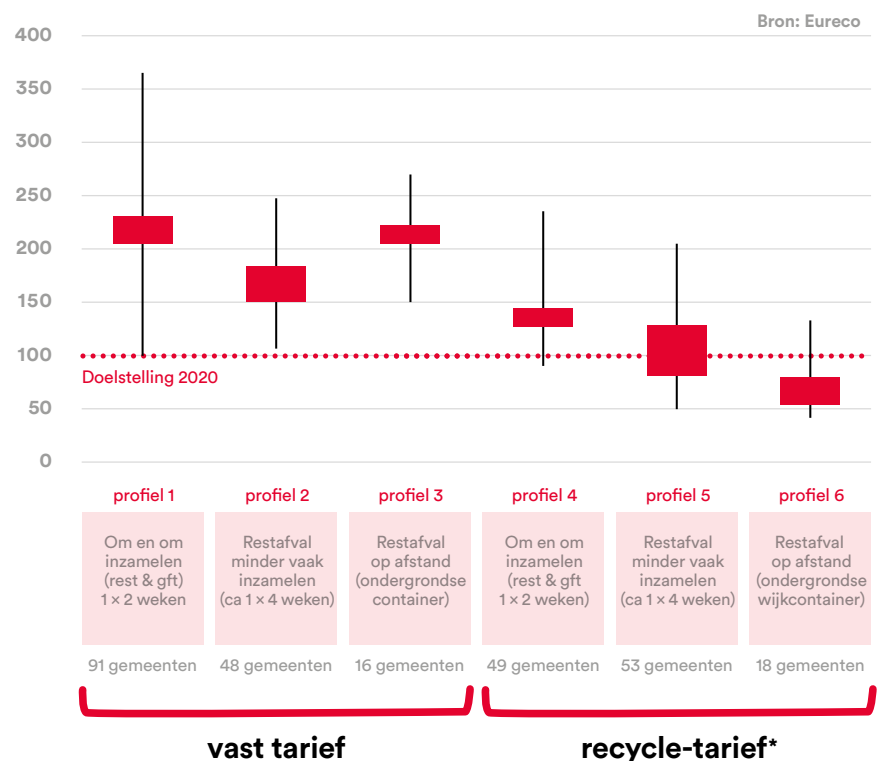 Bron: Eureco
400
350
300
250
200
150
100
Doelstelling 2020
50
0
profiel 1
profiel 2
profiel 3
profiel 4
profiel 5
profiel 6
Om en om
inzamelen
(rest & gft)
1 × 2 weken
Restafval
minder vaak
inzamelen
(ca 1 × 4 weken)
Restafval
op afstand
(ondergrondse
container)
Om en om
inzamelen
(rest & gft
1 × 2 weken)
Restafval
minder vaak
inzamelen
(ca 1 × 4 weken)
Restafval
op afstand
(ondergrondse
wijkcontainer)
91 gemeenten
48 gemeenten
16 gemeenten
49 gemeenten
53 gemeenten
18 gemeenten
vast tarief
recycle-tarief*